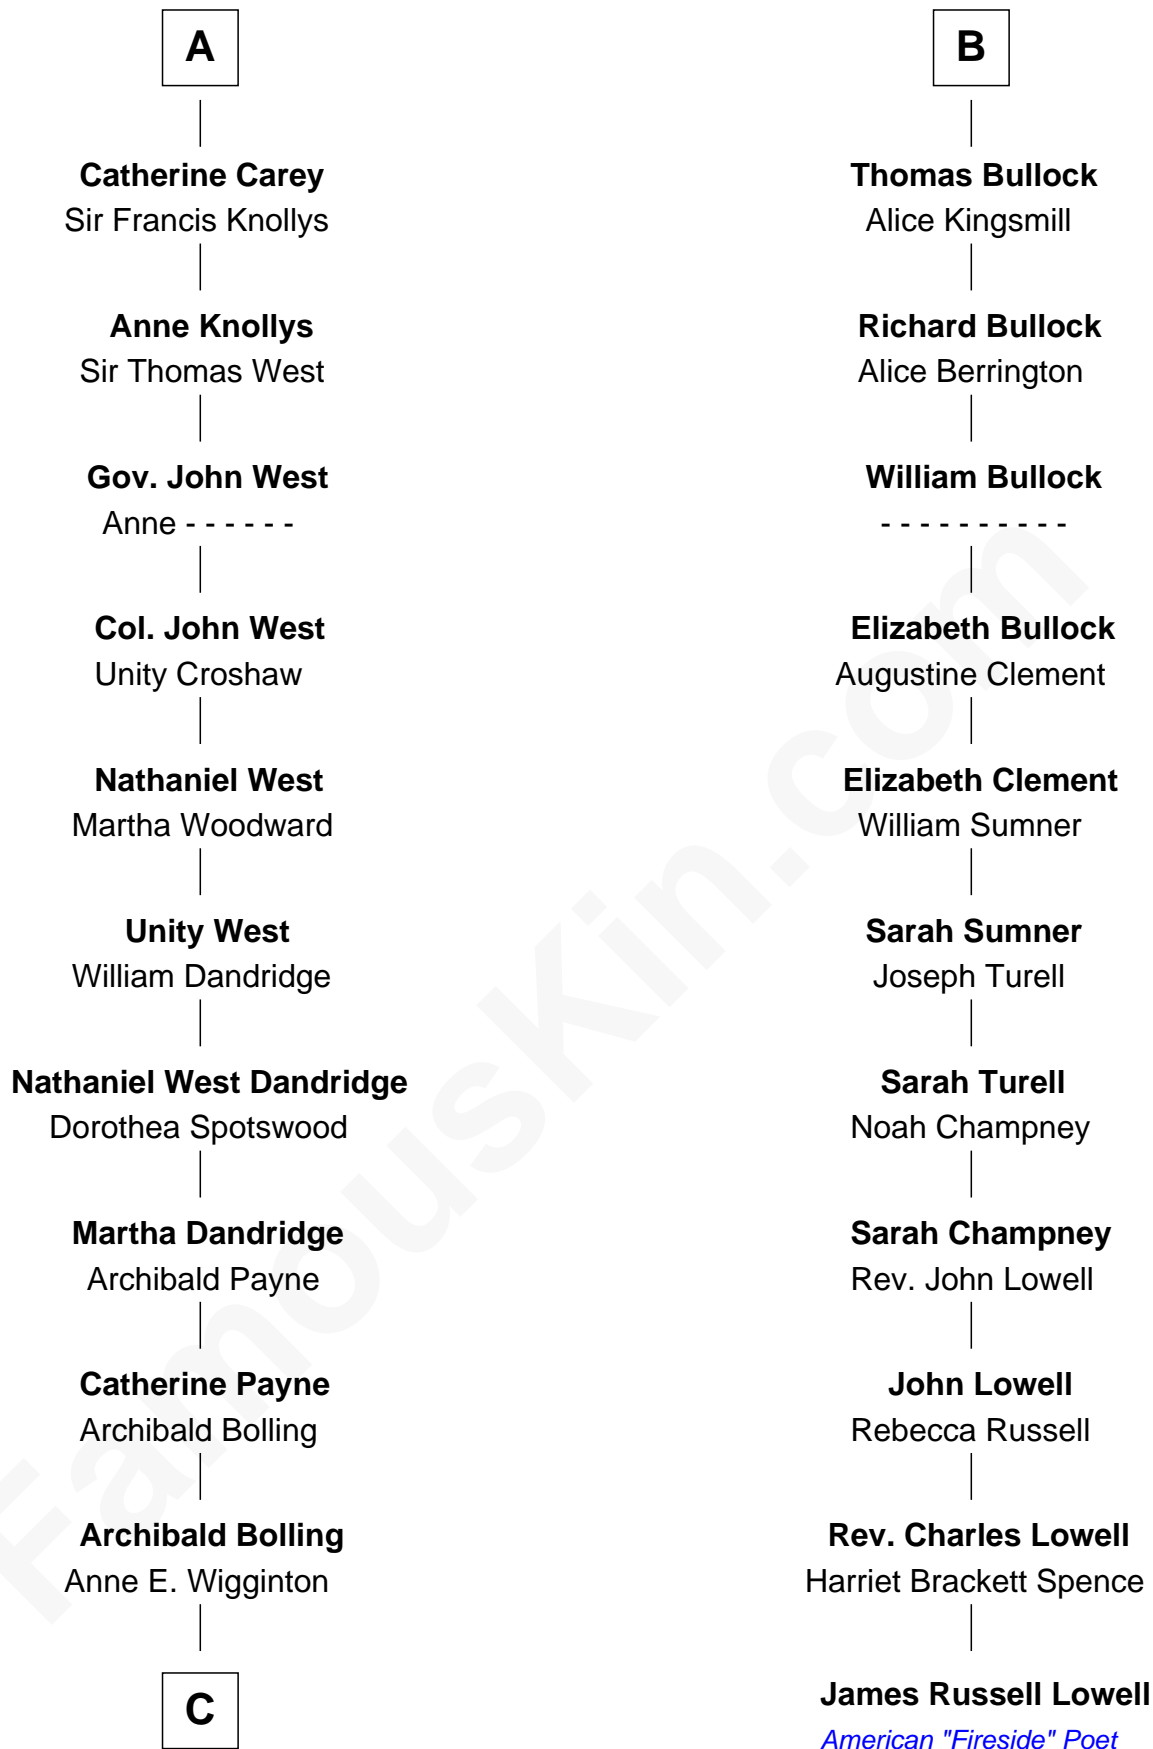 A
Catherine Carey
Sir Francis Knollys
Anne Knollys
Sir Thomas West
Gov. John West
Anne - - - - - -
Col. John West
Unity Croshaw
Nathaniel West
Martha Woodward
Unity West
William Dandridge
Nathaniel West Dandridge
Dorothea Spotswood
Martha Dandridge
Archibald Payne
Catherine Payne
Archibald Bolling
Archibald Bolling
Anne E. Wigginton
C
B
Thomas Bullock
Alice Kingsmill
Richard Bullock
Alice Berrington
William Bullock
- - - - - - - - - -
Elizabeth Bullock
Augustine Clement
Elizabeth Clement
William Sumner
Sarah Sumner
Joseph Turell
Sarah Turell
Noah Champney
Sarah Champney
Rev. John Lowell
John Lowell
Rebecca Russell
Rev. Charles Lowell
Harriet Brackett Spence
James Russell Lowell
American "Fireside" Poet
FamousKin.com